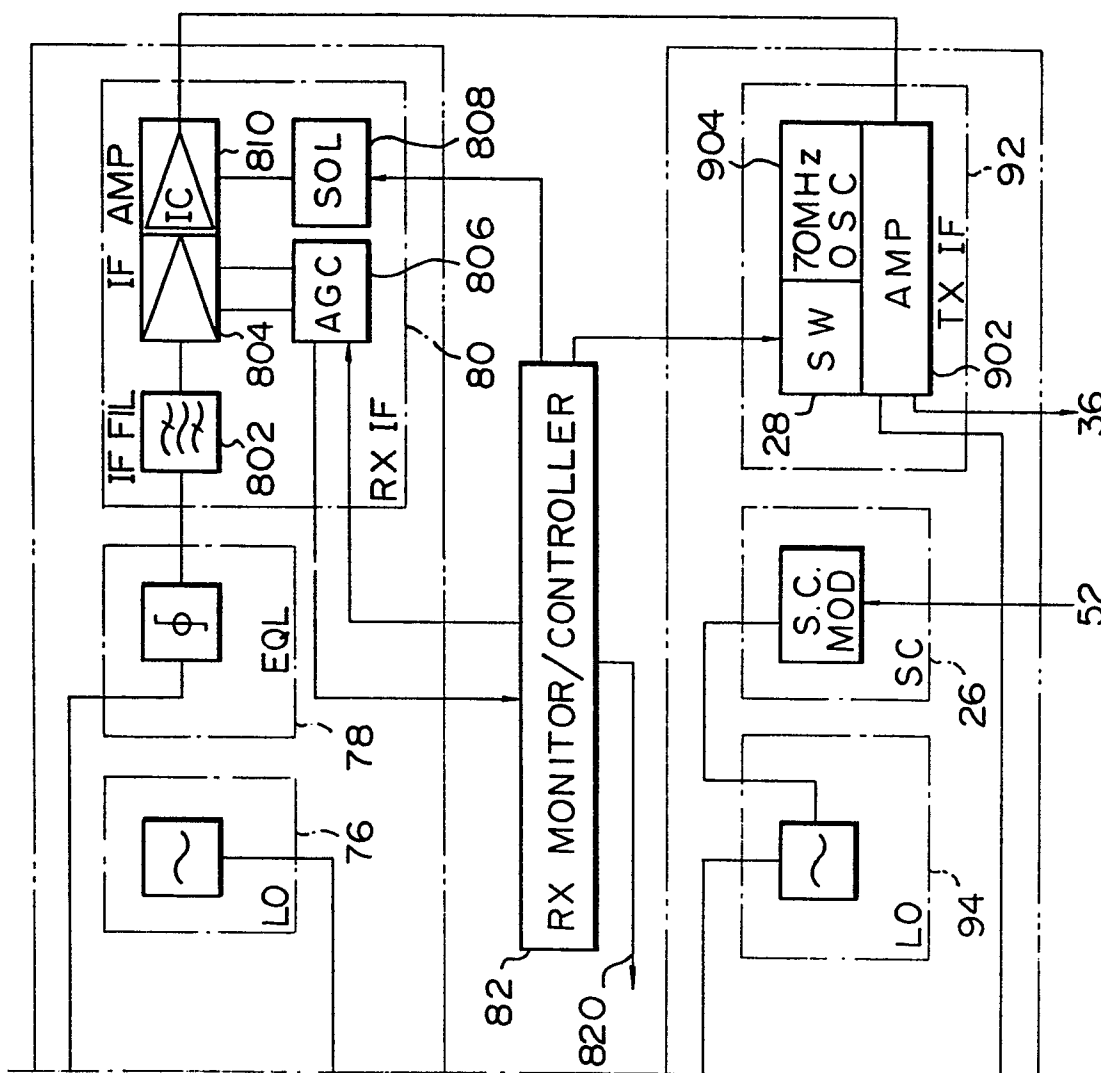 IF FIL
IF AMP
IC
802
804
810
AGC
SOL
806
808
80
RX IF
EQL
78
LO
76
RX MONITOR/CONTROLLER
82
820
904
70MHz
OSC
SW
AMP
28
902
TX IF
92
36
S.C.
MOD
SC
26
52
LO
94